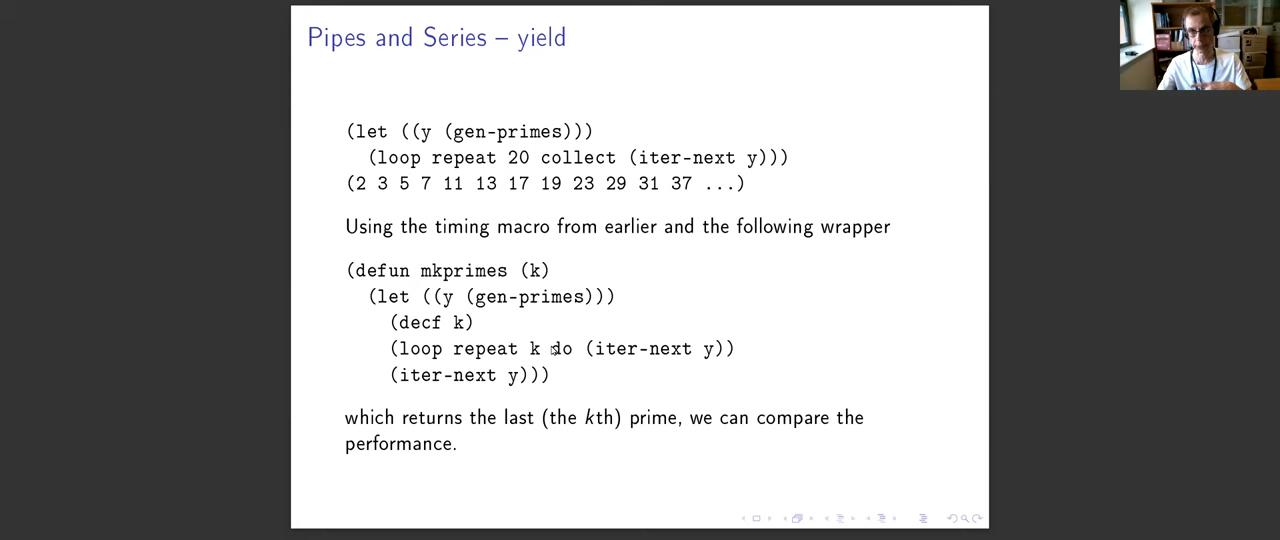 Pipes and Series – yield
(let ((y (gen-primes)))
(loop repeat 20 collect (iter-next y)))
(2 3 5 7 11 13 17 19 23 29 31 37 ...)
Using the timing macro from earlier and the following wrapper
(defun mkprimes (k)
(let ((y (gen-primes)))
(decf k)
(loop repeat k do (iter-next y))
(iter-next y)))
which returns the last (the kth) prime, we can compare the
performance.